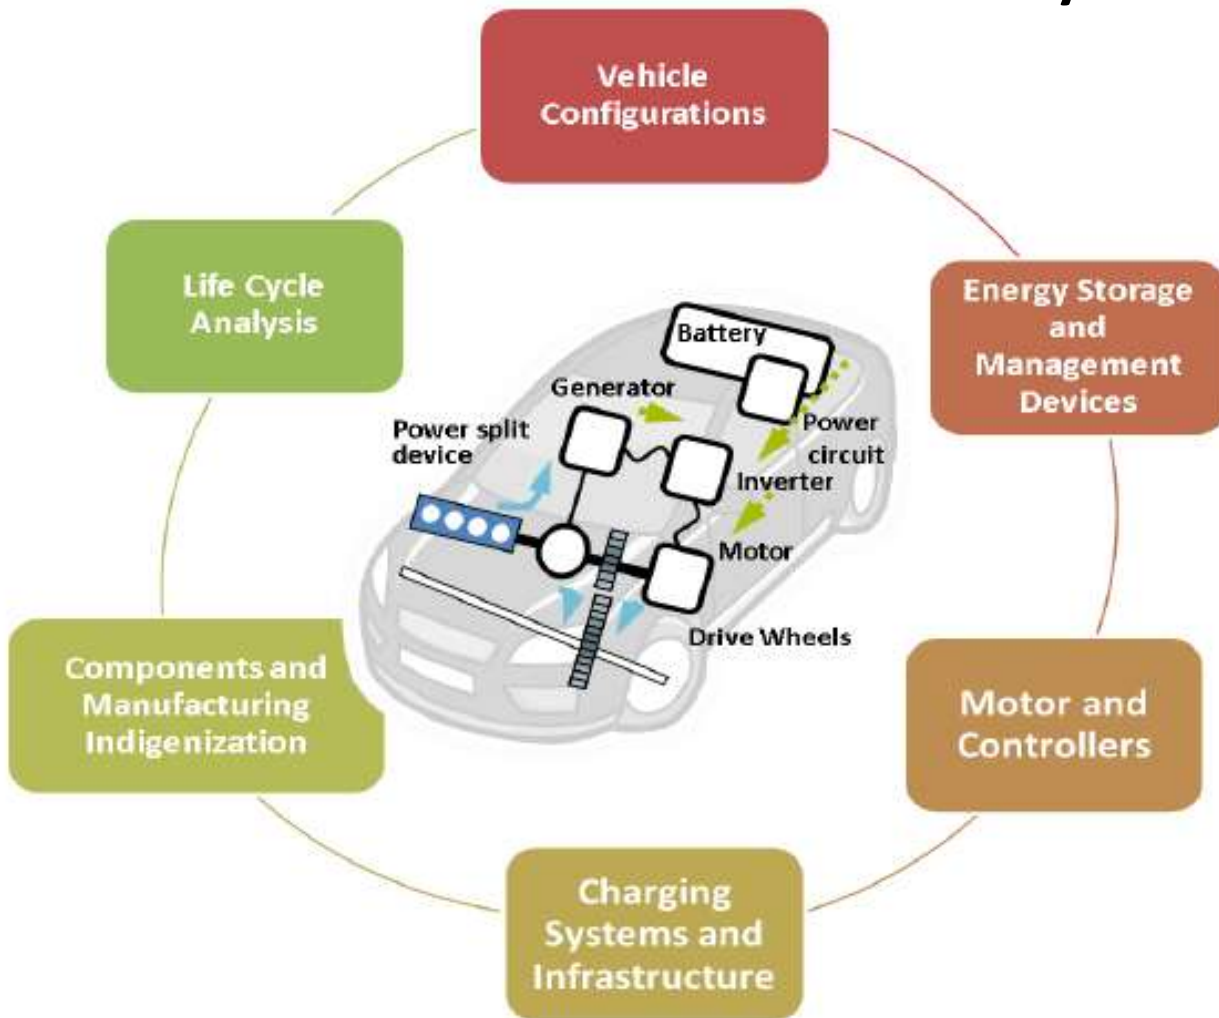 Vehicle
Configurations
Life Cycle
Analysis
Energy Storage
and
Management
Devices
Battery
Generator
Power split
device
Power
circuit
Inverter
Motor
Drive Wheels
Components and
Manufacturing
Indigenization
Motor and
Controllers
Charging
Systems and
Infrastructure